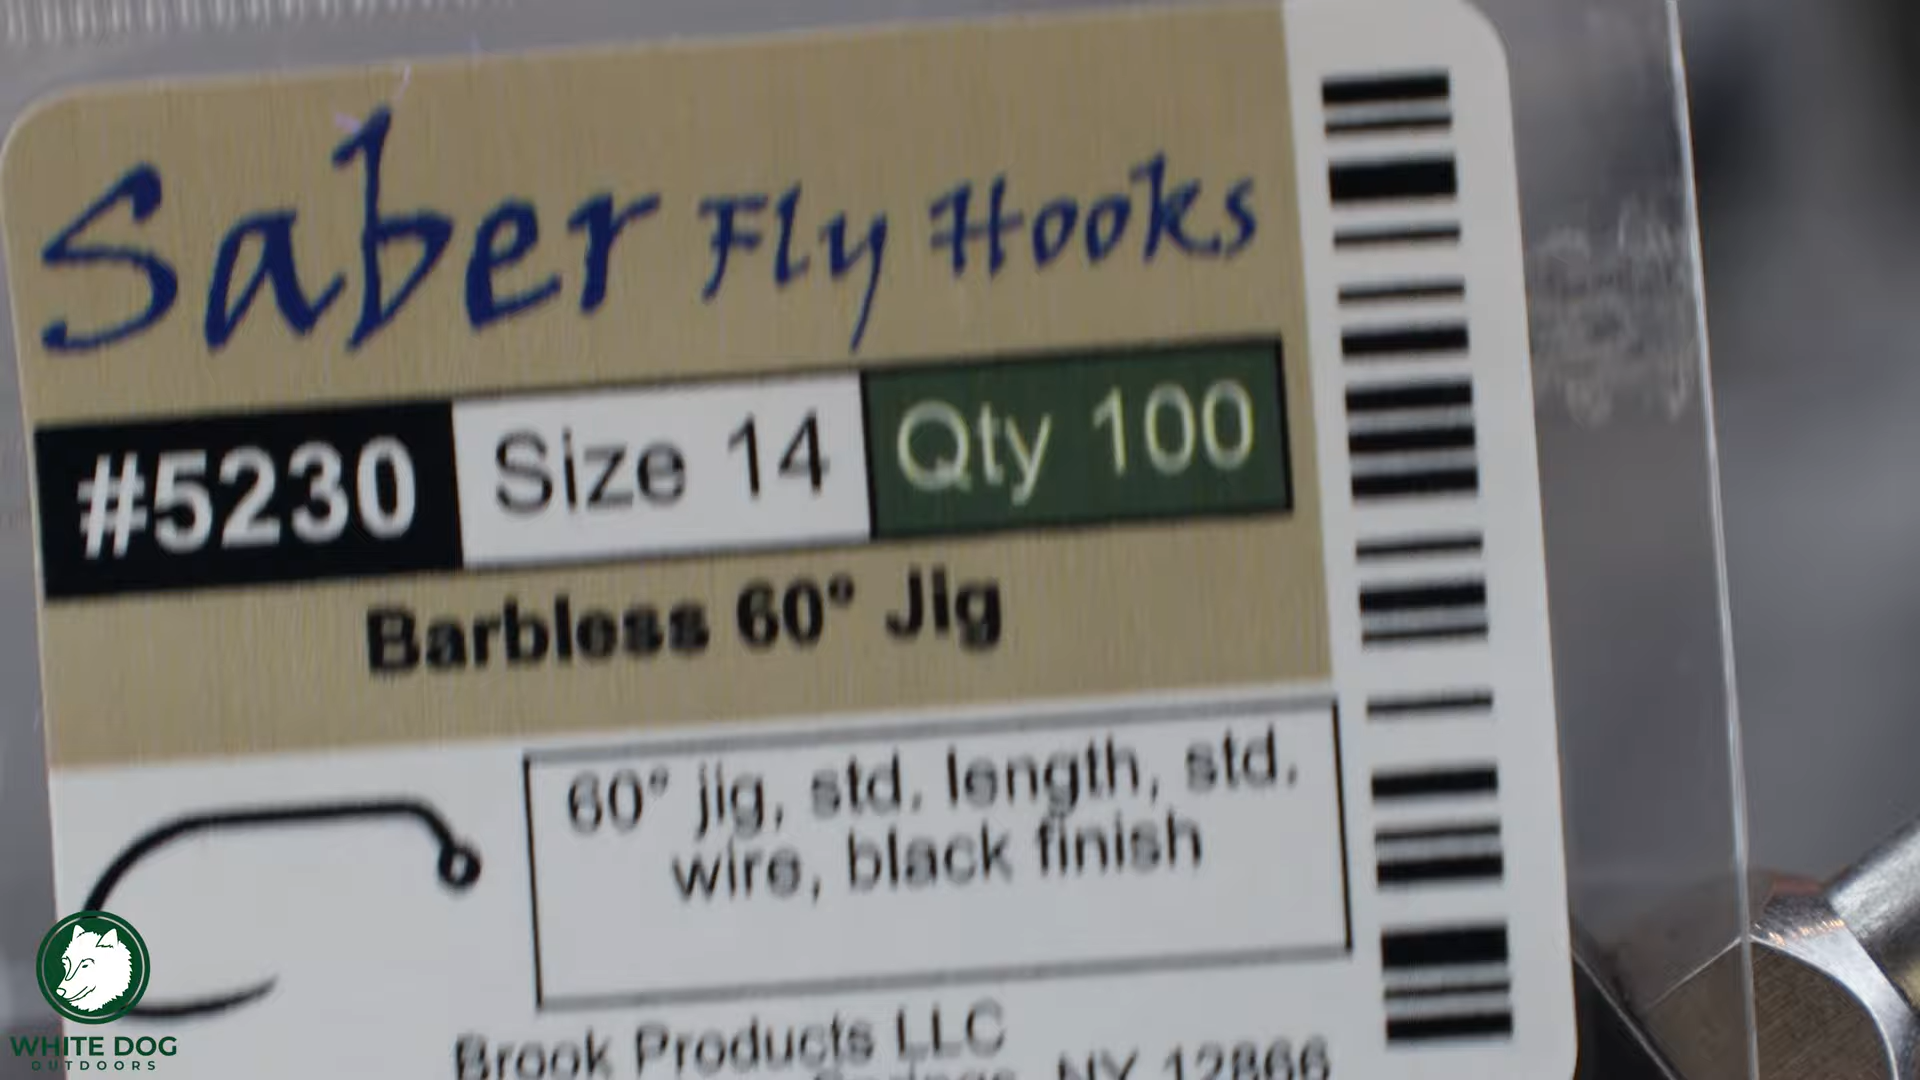 Saber Fly Hooks
#5230 Size 14 Qty 100
Barbless 60° Jig
60° jig, std. length, std.
wire, black finish
Brook Products LLC
NY 12866
WHITE DOG
OUTDOORS